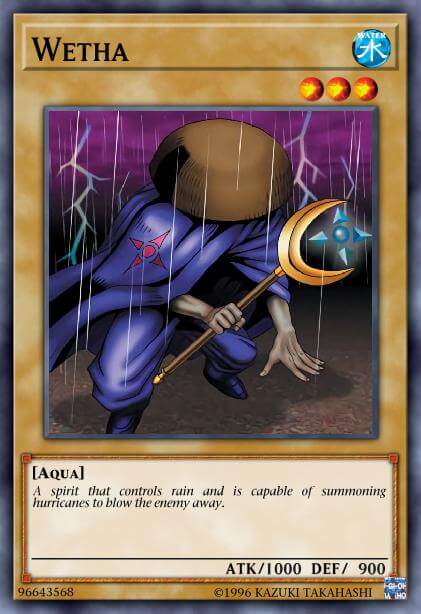 Wetha
WATER
水
[Aqua]
A spirit that controls rain and is capable of summoning
hurricanes to blow the enemy away.
ATK/1000 DEF/ 900
96643568
©1996 KAZUKI TAKAHASHI